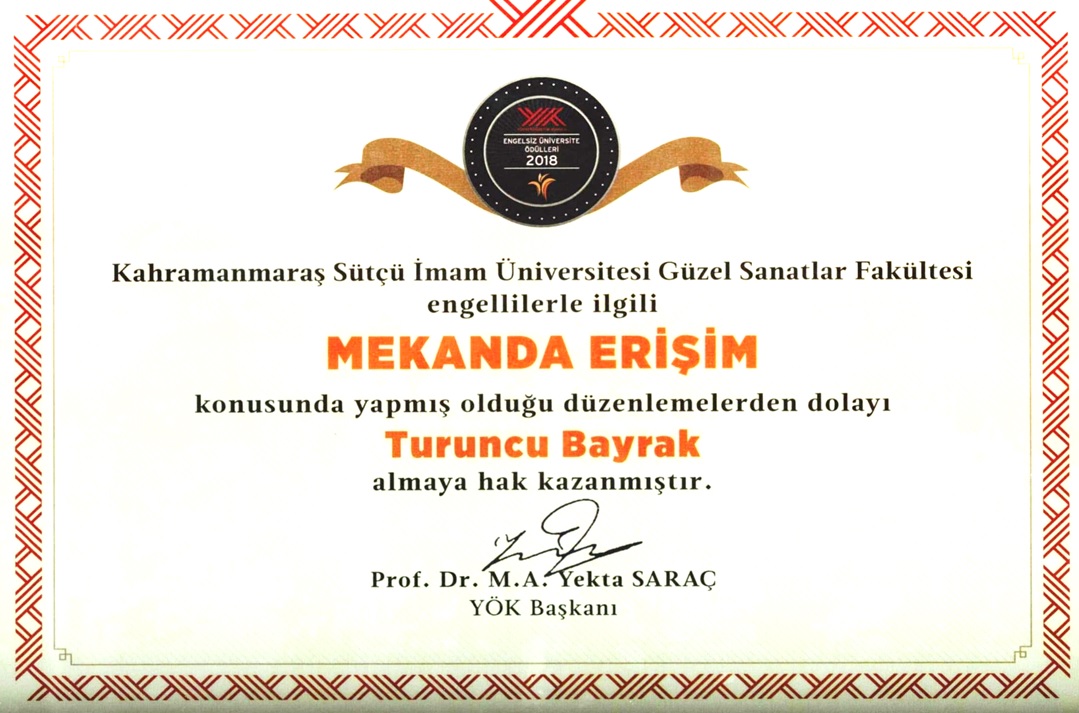 ENGELSİZ ÜNİVERSİTE
ÖDÜLLERİ
2018
Kahramanmaraş Sütçü İmam Üniversitesi Güzel Sanatlar Fakültesi
engellilerle ilgili
MEKANDA ERİŞİM
konusunda yapmış olduğu düzenlemelerden dolayı
Turuncu Bayrak
almaya hak kazanmıştır.
Prof. Dr. M.A. Yekta SARAÇ
YÖK Başkanı